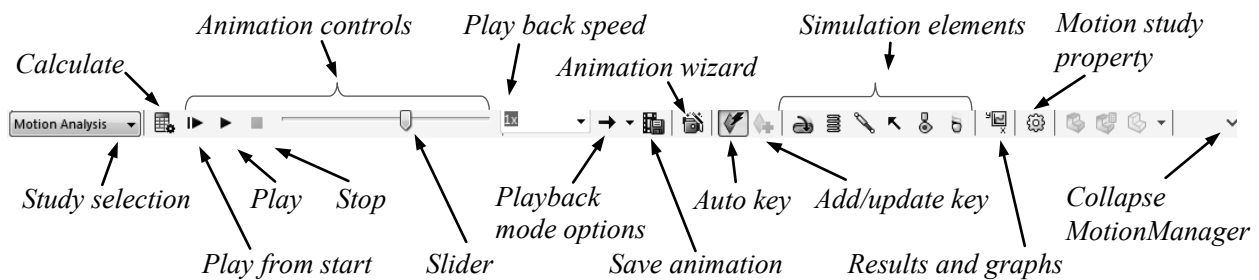 Animation controls
Play back speed
Simulation elements
Motion study
property
Calculate
Animation wizard
Motion Analysis
1x
Study selection
Play
Stop
Playback
mode options
Auto key
Add/update key
Collapse
MotionManager
Play from start
Slider
Save animation
Results and graphs